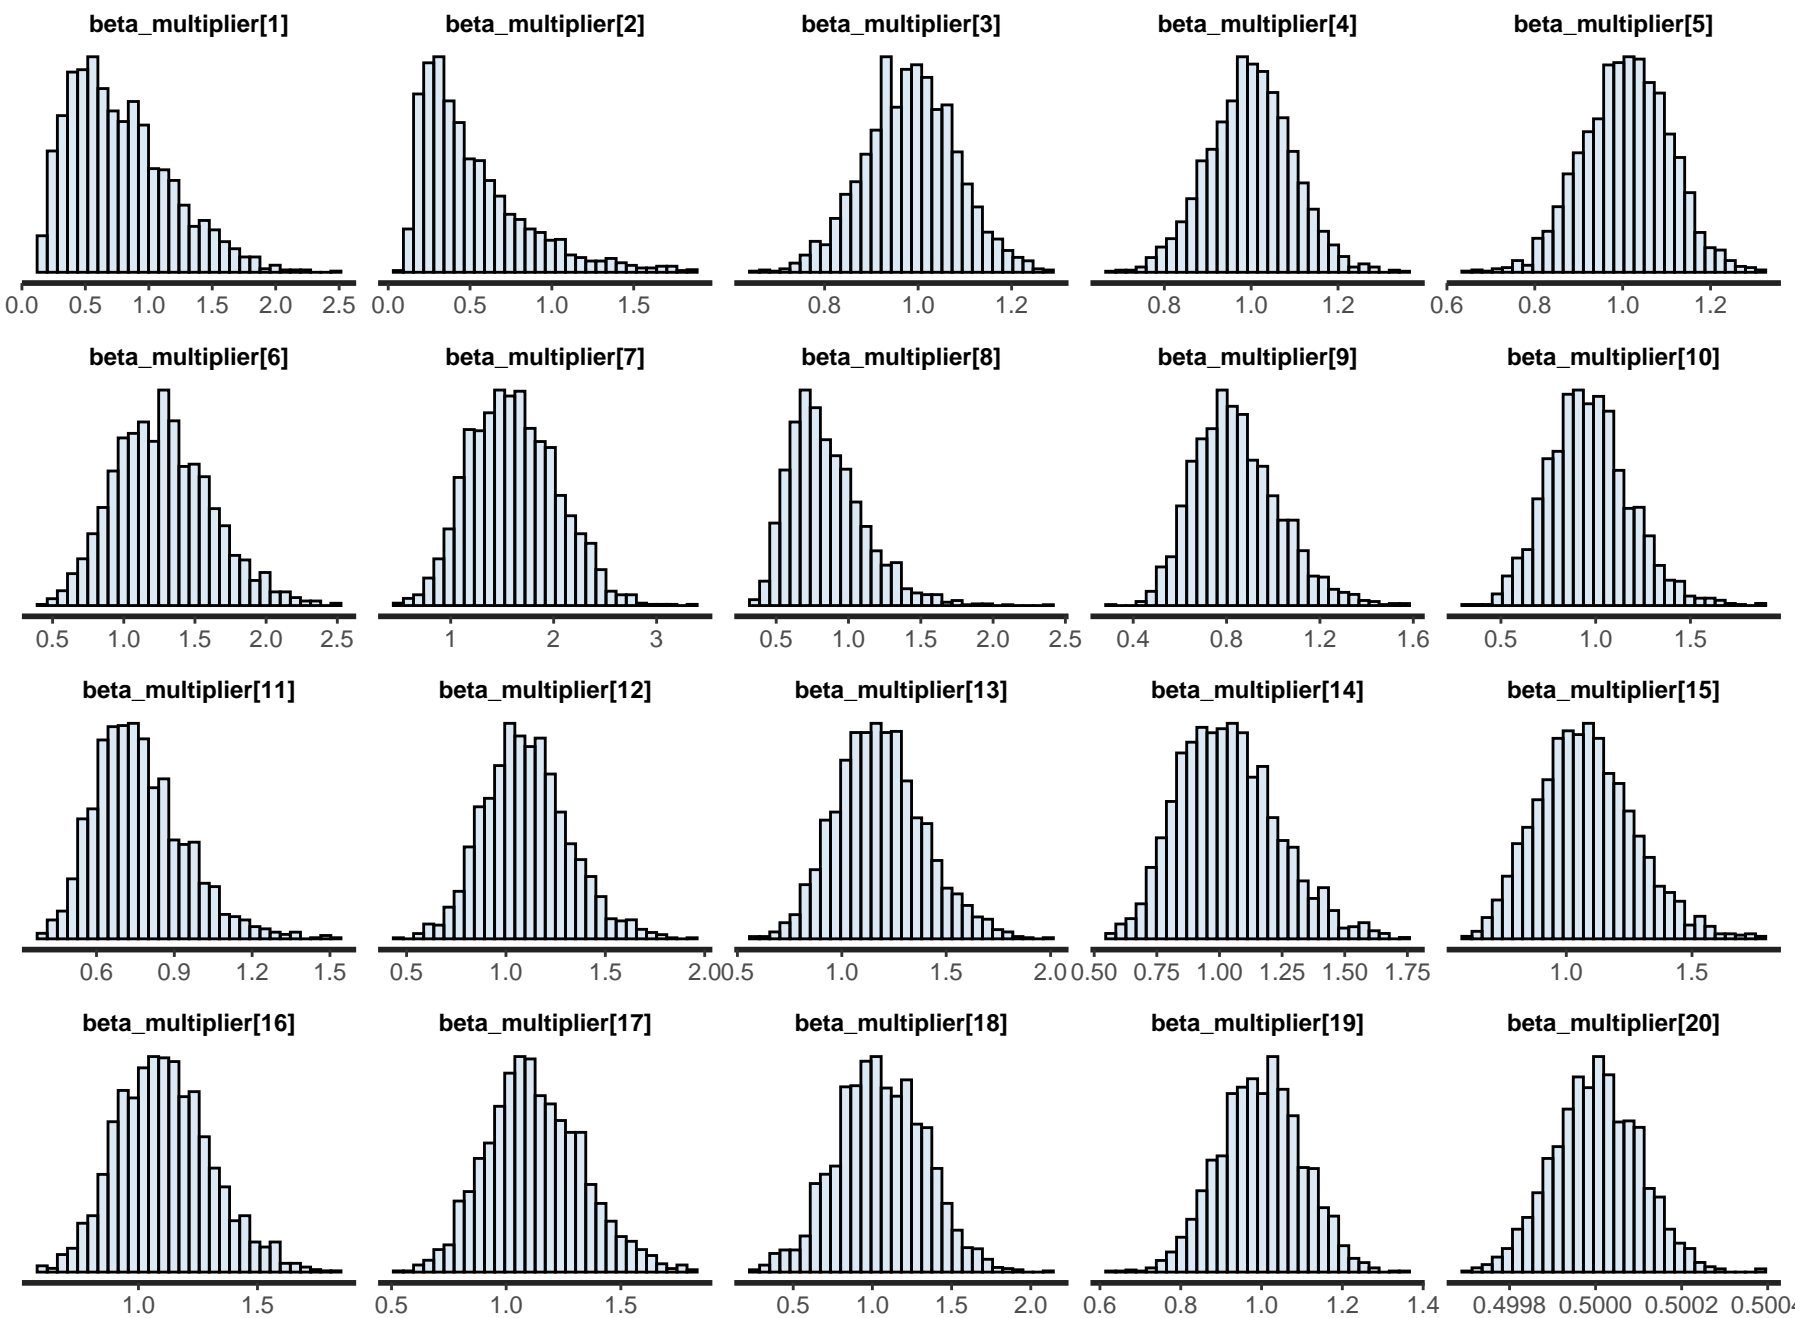 beta_multiplier[1] beta_multiplier[2] beta_multiplier[3] beta_multiplier[4] beta_multiplier[5]
0.0 0.5 1.0 1.5 2.0 2.5 0.0 0.5 1.0 1.5 0.8 1.0 1.2 0.8 1.0 1.2 0.6 0.8 1.0 1.2
beta_multiplier[6] beta_multiplier[7] beta_multiplier[8] beta_multiplier[9] beta_multiplier[10]
0.5 1.0 1.5 2.0 2.5 1 2 3 0.5 1.0 1.5 2.0 2.5 0.4 0.8 1.2 1.6 0.5 1.0 1.5
beta_multiplier[11] beta_multiplier[12] beta_multiplier[13] beta_multiplier[14] beta_multiplier[15]
0.6 0.9 1.2 1.5 0.5 1.0 1.5 2.0 0.5 1.0 1.5 2.0 0.50 0.75 1.00 1.25 1.50 1.75 1.0 1.5
beta_multiplier[16] beta_multiplier[17] beta_multiplier[18] beta_multiplier[19] beta_multiplier[20]
1.0 1.5 0.5 1.0 1.5 0.5 1.0 1.5 2.0 0.6 0.8 1.0 1.2 1.4 0.4998 0.5000 0.5002 0.5004